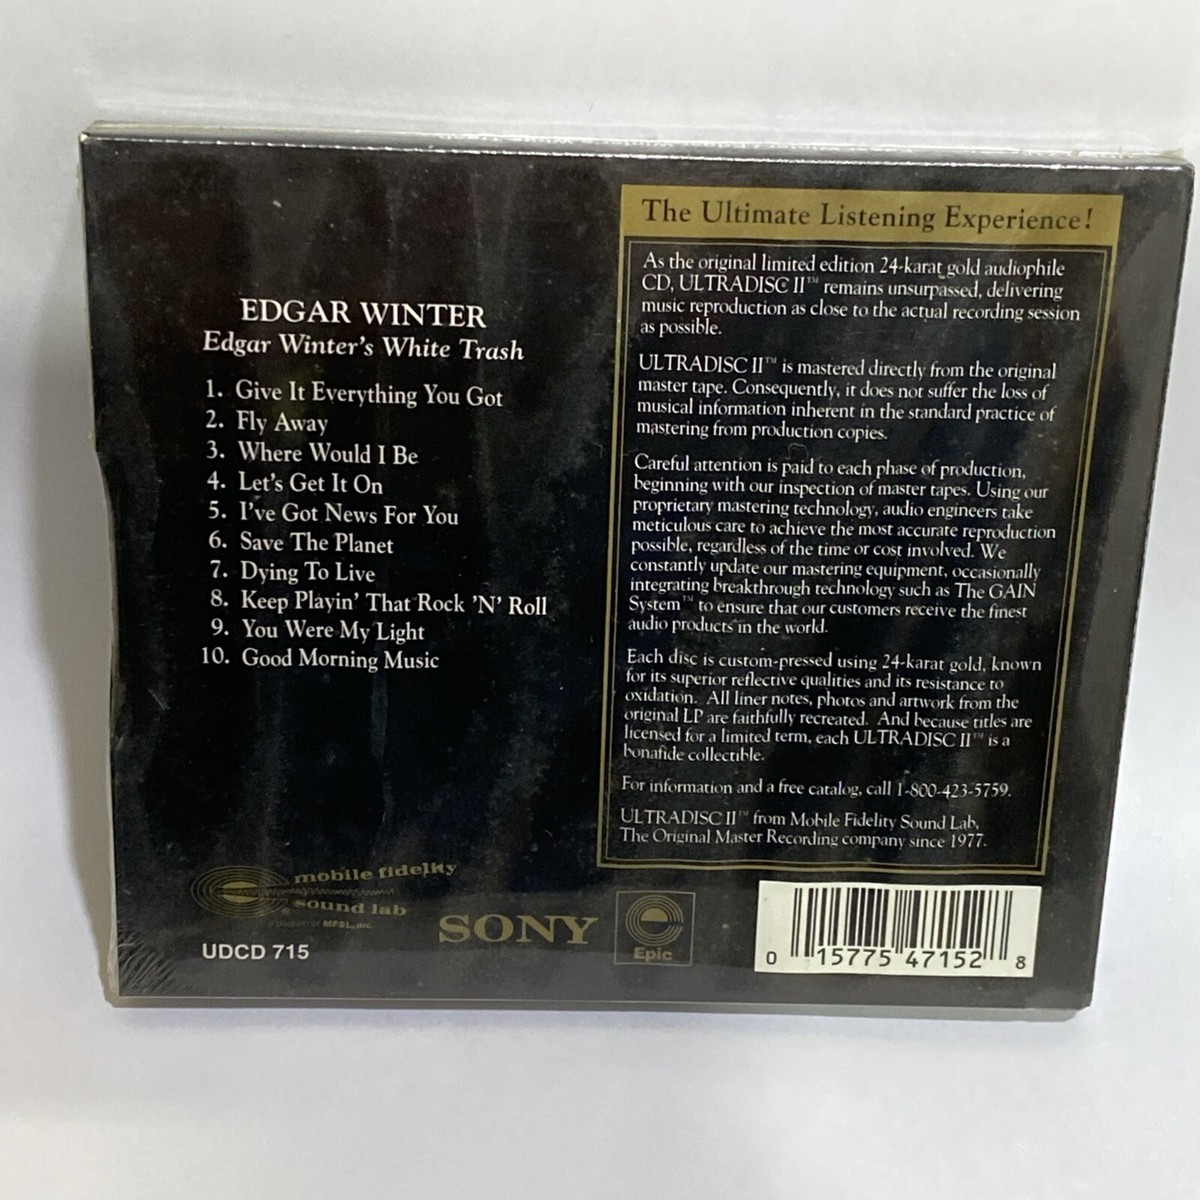 EDGAR WINTER
Edgar Winter's White Trash
1. Give It Everything You Got
2. Fly Away
3. Where Would I Be
4. Let's Get It On
5. I've Got News For You
6. Save The Planet
7. Dying To Live
8. Keep Playin' That Rock 'N' Roll
9. You Were My Light
10. Good Morning Music
The Ultimate Listening Experience!
As the original limited edition 24-karat gold audiophile
CD, ULTRADISC II™ remains unsurpassed, delivering
music reproduction as close to the actual recording session
as possible.
ULTRADISC II™ is mastered directly from the original
master tape. Consequently, it does not suffer the loss of
musical information inherent in the standard practice of
mastering from production copies.
Careful attention is paid to each phase of production,
beginning with our inspection of master tapes. Using our
proprietary mastering technology, audio engineers take
meticulous care to achieve the most accurate reproduction
possible, regardless of the time or cost involved. We
constantly update our mastering equipment, occasionally
integrating breakthrough technology such as The GAIN
System™ to ensure that our customers receive the finest
audio products in the world.
Each disc is custom-pressed using 24-karat gold, known
for its superior reflective qualities and its resistance to
oxidation. All liner notes, photos and artwork from the
original LP are faithfully recreated. And because titles are
licensed for a limited term, each ULTRADISC II™ is a
bonafide collectible.
For information and a free catalog, call 1-800-423-5759.
ULTRADISC II™ from Mobile Fidelity Sound Lab,
The Original Master Recording company since 1977.
mobile fidelity
sound lab
a division of MFSL, inc.
UDCD 715
SONY
Epic
0 15775 47152 8